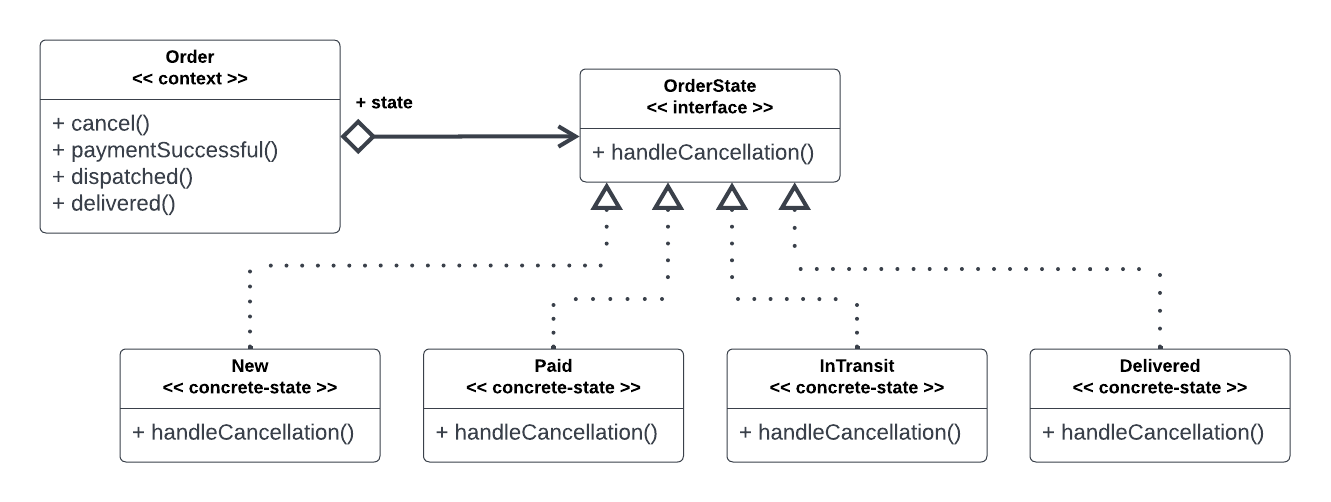 Order
<< context >>
+ cancel()
+ paymentSuccessful()
+ dispatched()
+ delivered()
+ state
OrderState
<< interface >>
+ handleCancellation()
New
<< concrete-state >>
+ handleCancellation()
Paid
<< concrete-state >>
+ handleCancellation()
InTransit
<< concrete-state >>
+ handleCancellation()
Delivered
<< concrete-state >>
+ handleCancellation()